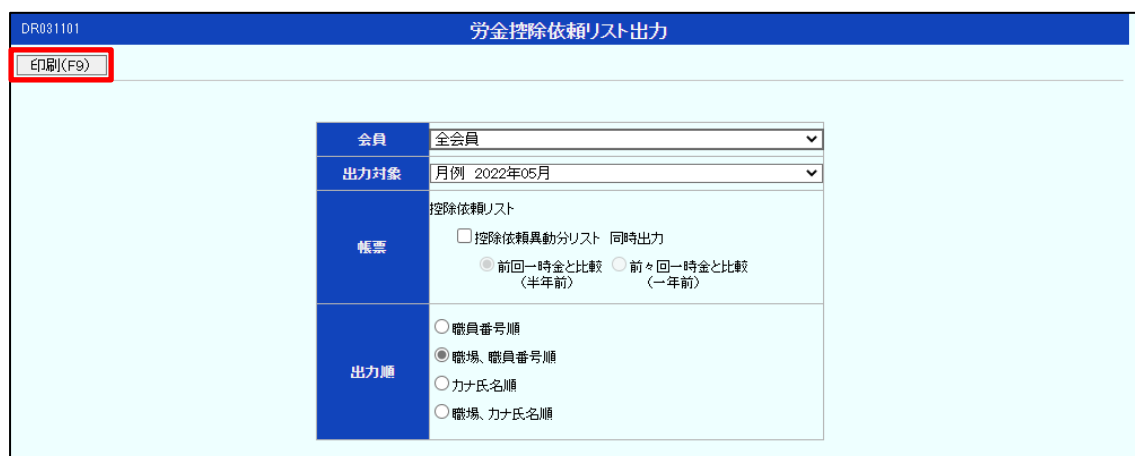 DR031101
労金控除依頼リスト出力
印刷(F9)
会員
全会員
出力対象
月例 2022年05月
帳票
控除依頼リスト
控除依頼異動分リスト 同時出力
前回一時金と比較 前々回一時金と比較
(半年前) (一年前)
出力順
職員番号順
職場、職員番号順
カナ氏名順
職場、カナ氏名順